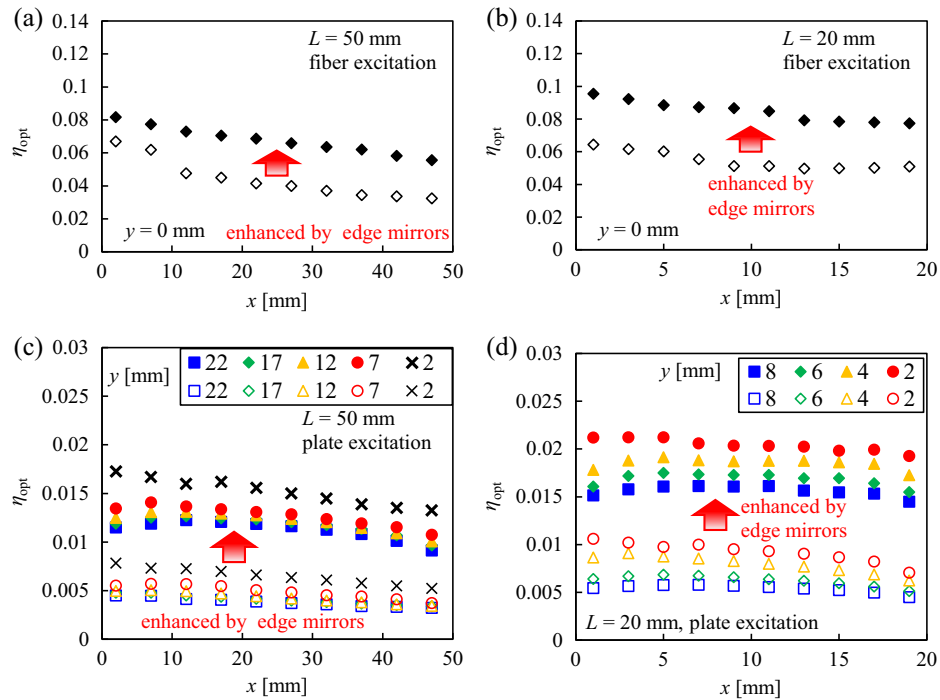 (a)
0.14
0.12
0.1
0.08
0.06
0.04
0.02
0
ηopt
L = 50 mm
fiber excitation
y = 0 mm
enhanced by edge mirrors
0 10 20 30 40 50
x [mm]
(b)
0.14
0.12
0.1
0.08
0.06
0.04
0.02
0
ηopt
L = 20 mm
fiber excitation
enhanced by
edge mirrors
y = 0 mm
0 5 10 15 20
x [mm]
(c)
0.03
0.025
0.02
0.015
0.01
0.005
0
ηopt
y [mm]
22 17 12 7 2
22 17 12 7 2
L = 50 mm
plate excitation
enhanced by edge mirrors
0 10 20 30 40 50
x [mm]
(d)
0.03
0.025
0.02
0.015
0.01
0.005
0
ηopt
y [mm]
8 6 4 2
8 6 4 2
enhanced by
edge mirrors
L = 20 mm, plate excitation
0 5 10 15 20
x [mm]